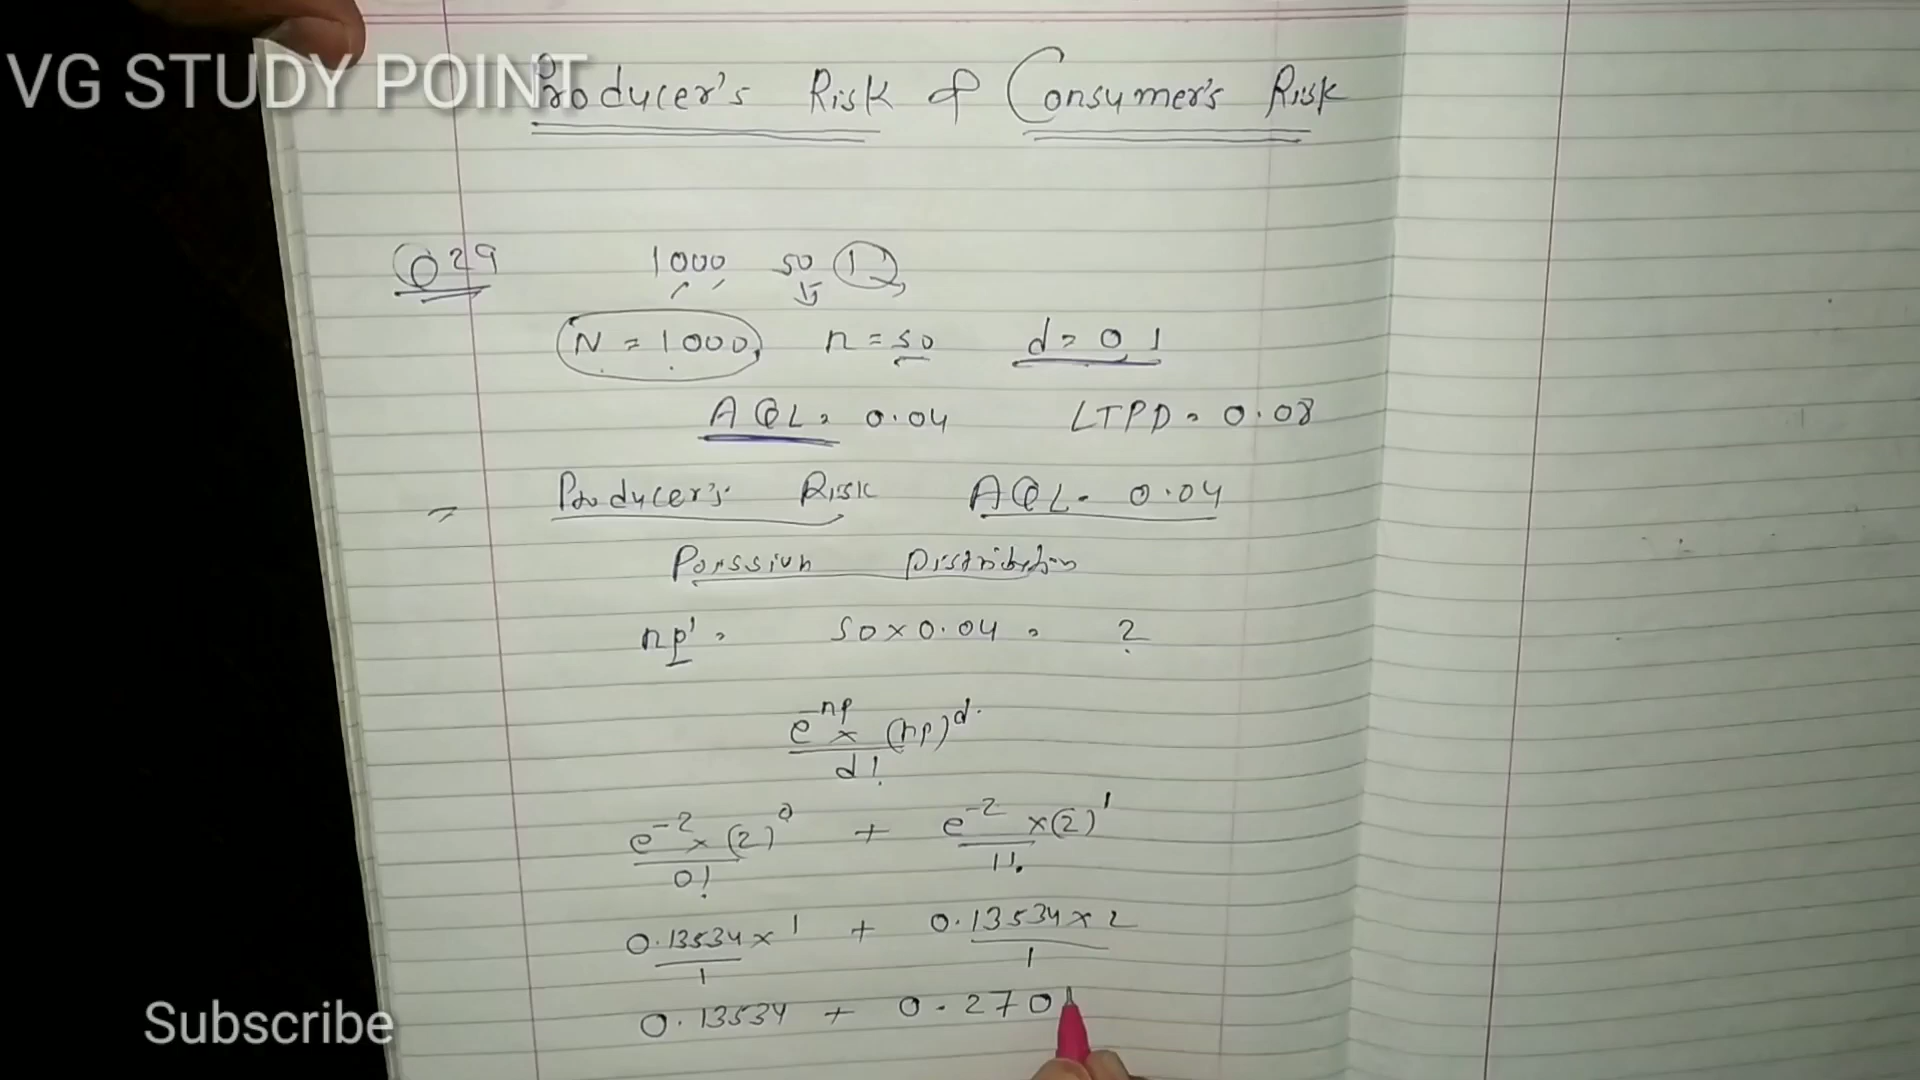 VG STUDY POINT
Producer's Risk & Consumer's Risk
Q 29 1000 50 1
N = 1000, n = 50 d = 0, 1
AQL = 0.04 LTPD = 0.08
= Producer's Risk AQL = 0.04
Poission Distribution
np' = 50 x 0.04 = 2
e^-np x (np)^d
d!
e^-2 x (2)^0 + e^-2 x (2)^1
0! 1!
0.13534 x 1 + 0.13534 x 2
1 1
0.13534 + 0.270
Subscribe